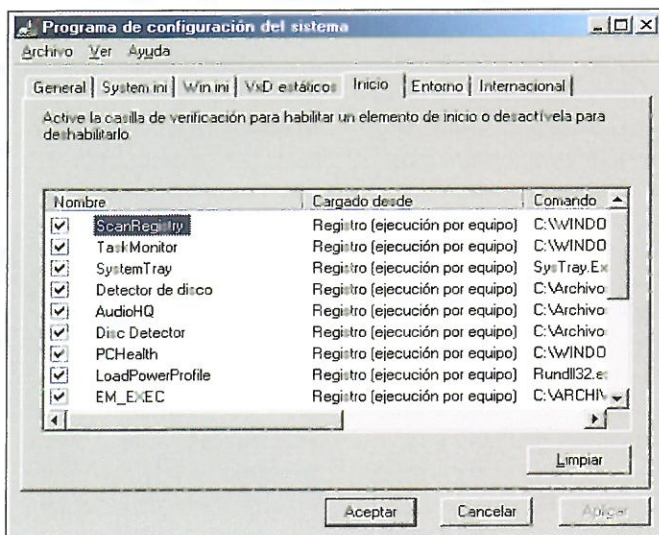 Programa de configuración del sistema
Archivo Ver Ayuda
General System.ini Win.ini VxD estáticos Inicio Entorno Internacional
Active la casilla de verificación para habilitar un elemento de inicio o desactívela para
deshabilitarlo.
Nombre Cargado desde Comando
ScanRegistry Registro (ejecución por equipo) C:\WINDO
TaskMonitor Registro (ejecución por equipo) C:\WINDO
SystemTray Registro (ejecución por equipo) SysTray.Ex
Detector de disco Registro (ejecución por equipo) C:\Archivo
AudioHQ Registro (ejecución por equipo) C:\Archivo
Disc Detector Registro (ejecución por equipo) C:\Archivo
PCHealth Registro (ejecución por equipo) C:\WINDO
LoadPowerProfile Registro (ejecución por equipo) Rundll32.e
EM_EXEC Registro (ejecución por equipo) C:\ARCHIV
Limpiar
Aceptar Cancelar Aplicar